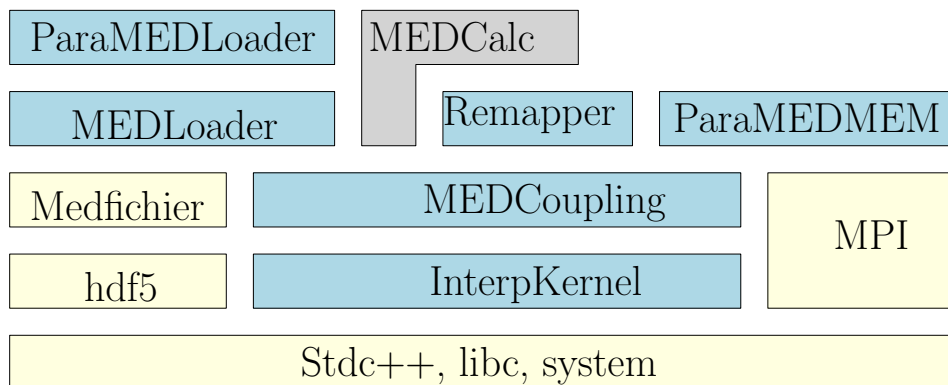 ParaMEDLoader
MEDCalc
MEDLoader
Remapper
ParaMEDMEM
Medfichier
MEDCoupling
MPI
hdf5
InterpKernel
Stdc++, libc, system